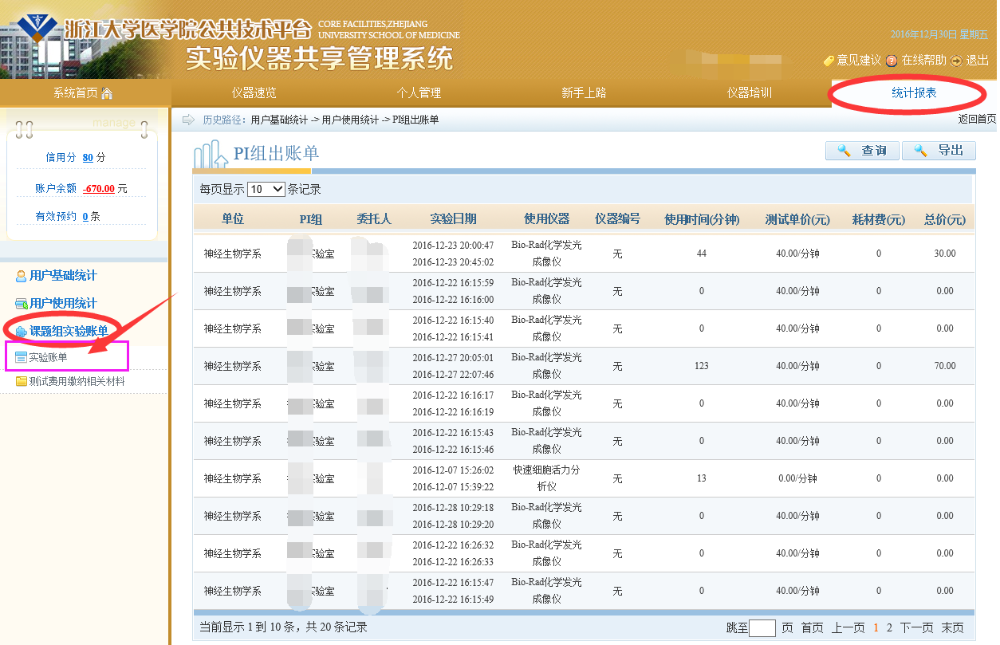 浙江大学医学院公共技术平台
CORE FACILITIES,ZHEJIANG
UNIVERSITY SCHOOL OF MEDICINE
实验仪器共享管理系统
2016年12月30日 星期五
意见建议 在线帮助 退出
系统首页 仪器速览 个人管理 新手上路 仪器培训 统计报表
历史路径：用户基础统计 -> 用户使用统计 -> PI组出账单
返回首页
manage
信用分 80 分
账户余额 -670.00 元
有效预约 0 条
用户基础统计
用户使用统计
课题组实验账单
实验账单
测试费用缴纳相关材料
PI组出账单
查询 导出
每页显示 10 条记录
单位 PI组 委托人 实验日期 使用仪器 仪器编号 使用时间(分钟) 测试单价(元) 耗材费(元) 总价(元)
2016-12-23 20:00:47 Bio-Rad化学发光
神经生物学系 实验室 无 44 40.00/分钟 0 30.00
2016-12-23 20:45:02 成像仪
2016-12-22 16:15:59 Bio-Rad化学发光
神经生物学系 实验室 无 0 40.00/分钟 0 0.00
2016-12-22 16:16:00 成像仪
2016-12-22 16:15:40 Bio-Rad化学发光
神经生物学系 实验室 无 0 40.00/分钟 0 0.00
2016-12-22 16:15:41 成像仪
2016-12-27 20:05:01 Bio-Rad化学发光
神经生物学系 实验室 无 123 40.00/分钟 0 70.00
2016-12-27 22:07:46 成像仪
2016-12-22 16:16:17 Bio-Rad化学发光
神经生物学系 实验室 无 0 40.00/分钟 0 0.00
2016-12-22 16:16:19 成像仪
2016-12-22 16:15:43 Bio-Rad化学发光
神经生物学系 实验室 无 0 40.00/分钟 0 0.00
2016-12-22 16:15:46 成像仪
2016-12-07 15:26:02 快速细胞活力分
神经生物学系 实验室 无 13 0.00/分钟 0 0.00
2016-12-07 15:39:22 析仪
2016-12-28 10:29:18 Bio-Rad化学发光
神经生物学系 实验室 无 0 40.00/分钟 0 0.00
2016-12-28 10:29:20 成像仪
2016-12-22 16:26:32 Bio-Rad化学发光
神经生物学系 实验室 无 0 40.00/分钟 0 0.00
2016-12-22 16:26:33 成像仪
2016-12-22 16:15:47 Bio-Rad化学发光
神经生物学系 实验室 无 0 40.00/分钟 0 0.00
2016-12-22 16:15:49 成像仪
当前显示 1 到 10 条，共 20 条记录
跳至 页 首页 上一页 1 2 下一页 末页